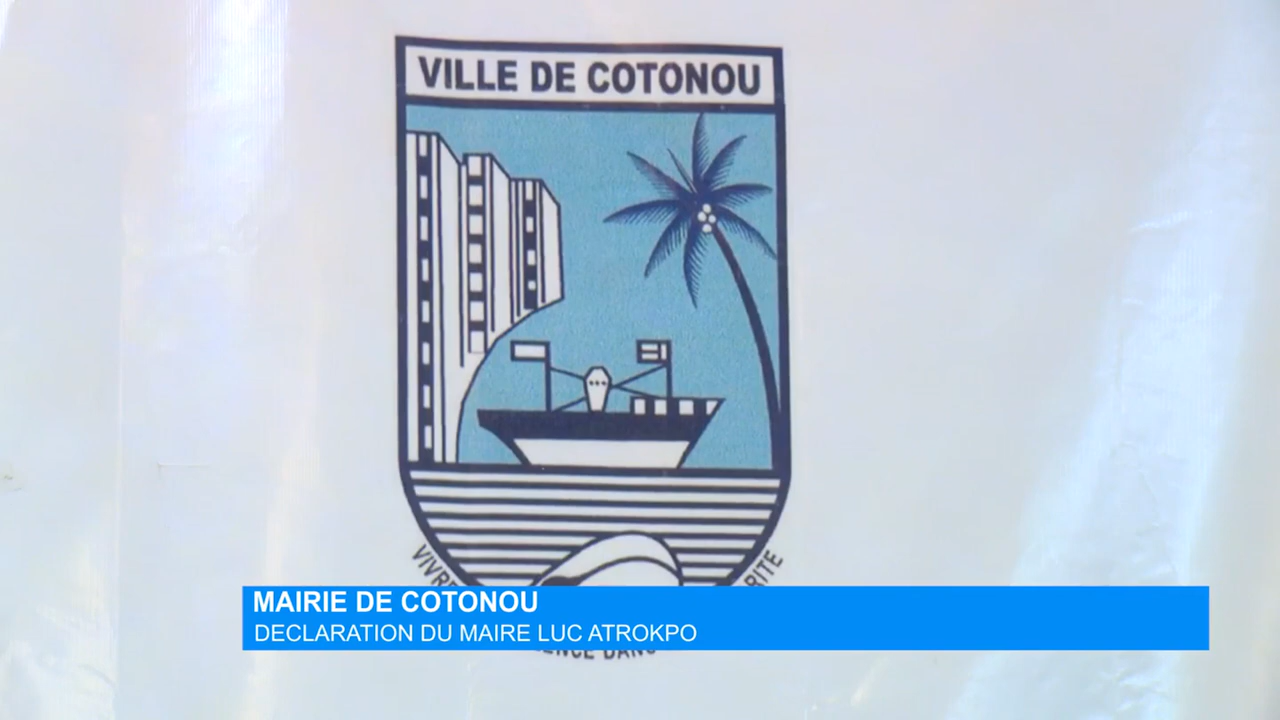 VILLE DE COTONOU
MAIRIE DE COTONOU
DECLARATION DU MAIRE LUC ATROKPO